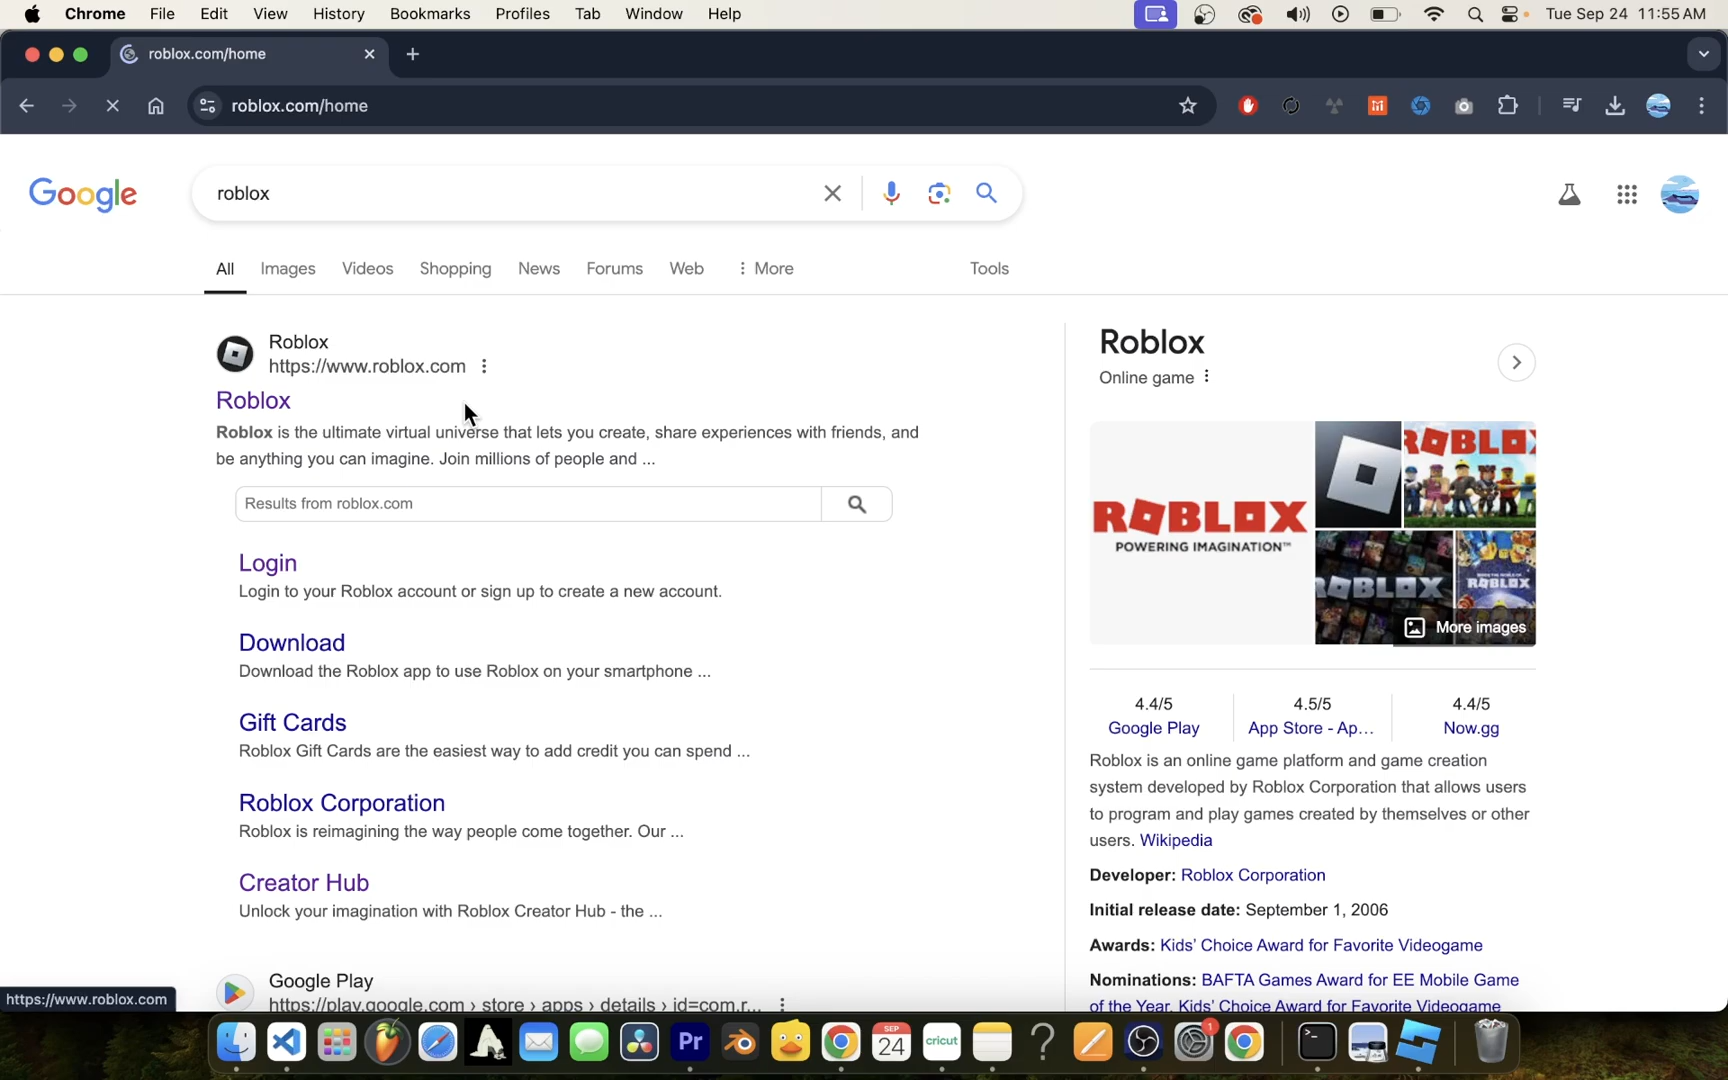 Chrome File Edit View History Bookmarks Profiles Tab Window Help Tue Sep 24 11:55 AM
roblox.com/home
roblox.com/home
Google
roblox
All Images Videos Shopping News Forums Web More Tools
Roblox
https://www.roblox.com
Roblox
Roblox is the ultimate virtual universe that lets you create, share experiences with friends, and
be anything you can imagine. Join millions of people and ...
Results from roblox.com
Login
Login to your Roblox account or sign up to create a new account.
Download
Download the Roblox app to use Roblox on your smartphone ...
Gift Cards
Roblox Gift Cards are the easiest way to add credit you can spend ...
Roblox Corporation
Roblox is reimagining the way people come together. Our ...
Creator Hub
Unlock your imagination with Roblox Creator Hub - the ...
Google Play
https://play.google.com › store › apps › details › id=com.r...
https://www.roblox.com
Roblox
Online game
ROBLOX
POWERING IMAGINATION™
ROBLOX
ROBLOX
ROBLOX
More images
4.4/5 4.5/5 4.4/5
Google Play App Store - Ap... Now.gg
Roblox is an online game platform and game creation
system developed by Roblox Corporation that allows users
to program and play games created by themselves or other
users. Wikipedia
Developer: Roblox Corporation
Initial release date: September 1, 2006
Awards: Kids' Choice Award for Favorite Videogame
Nominations: BAFTA Games Award for EE Mobile Game
of the Year, Kids' Choice Award for Favorite Videogame
Pr
SEP
24
cricut
1